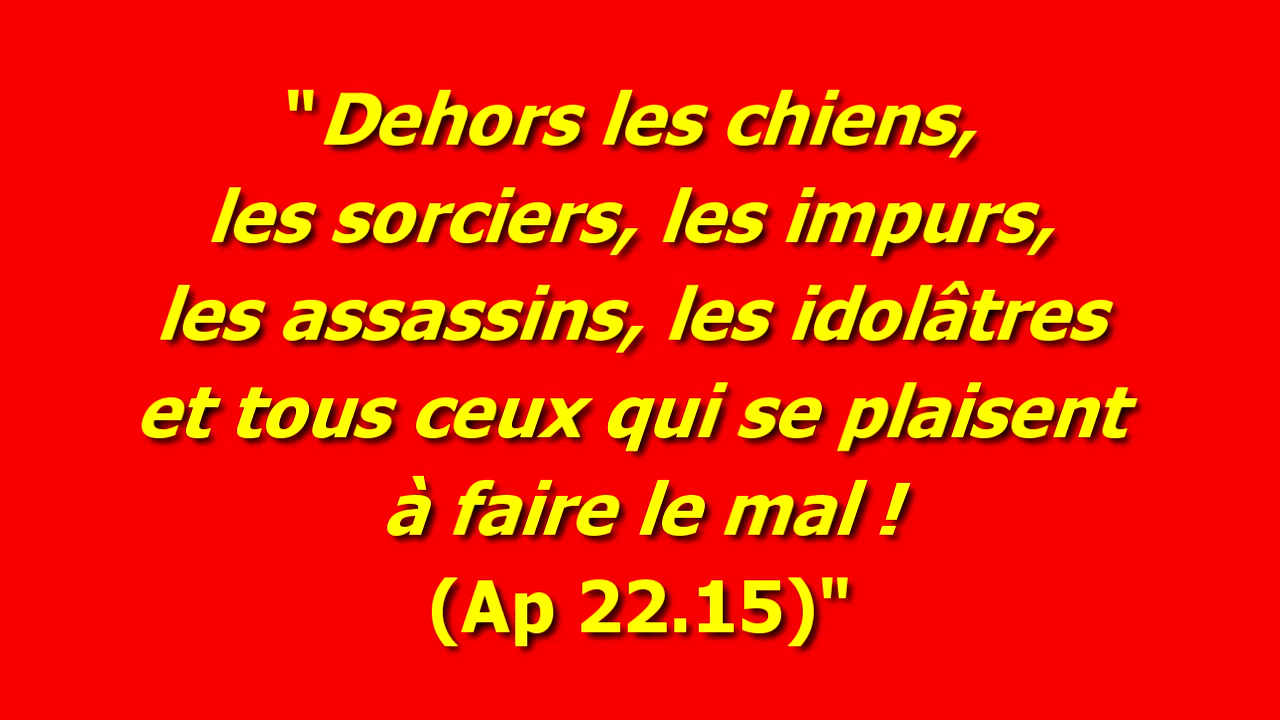 "Dehors les chiens,
les sorciers, les impurs,
les assassins, les idolâtres
et tous ceux qui se plaisent
à faire le mal !
(Ap 22.15)"